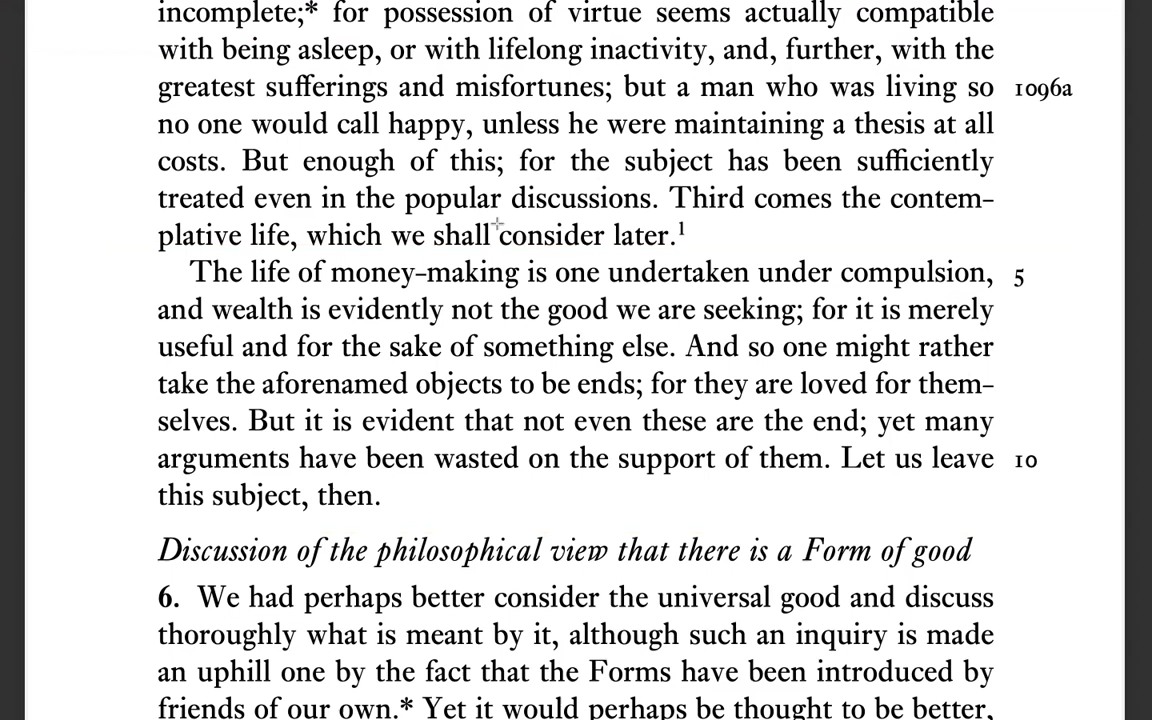 incomplete;* for possession of virtue seems actually compatible
with being asleep, or with lifelong inactivity, and, further, with the
greatest sufferings and misfortunes; but a man who was living so 1096a
no one would call happy, unless he were maintaining a thesis at all
costs. But enough of this; for the subject has been sufficiently
treated even in the popular discussions. Third comes the contem-
plative life, which we shall consider later.¹
The life of money-making is one undertaken under compulsion, 5
and wealth is evidently not the good we are seeking; for it is merely
useful and for the sake of something else. And so one might rather
take the aforenamed objects to be ends; for they are loved for them-
selves. But it is evident that not even these are the end; yet many
arguments have been wasted on the support of them. Let us leave 10
this subject, then.
Discussion of the philosophical view that there is a Form of good
6. We had perhaps better consider the universal good and discuss
thoroughly what is meant by it, although such an inquiry is made
an uphill one by the fact that the Forms have been introduced by
friends of our own.* Yet it would perhaps be thought to be better,